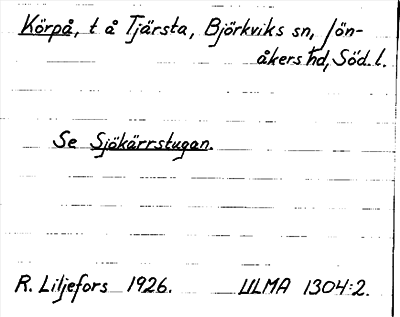 Körpå, t å Tjärsta, Björkviks sn, Jön-
åkers hd, Söd. l.
Se Sjökärrstugan.
R. Liljefors 1926. ULMA 1304:2.